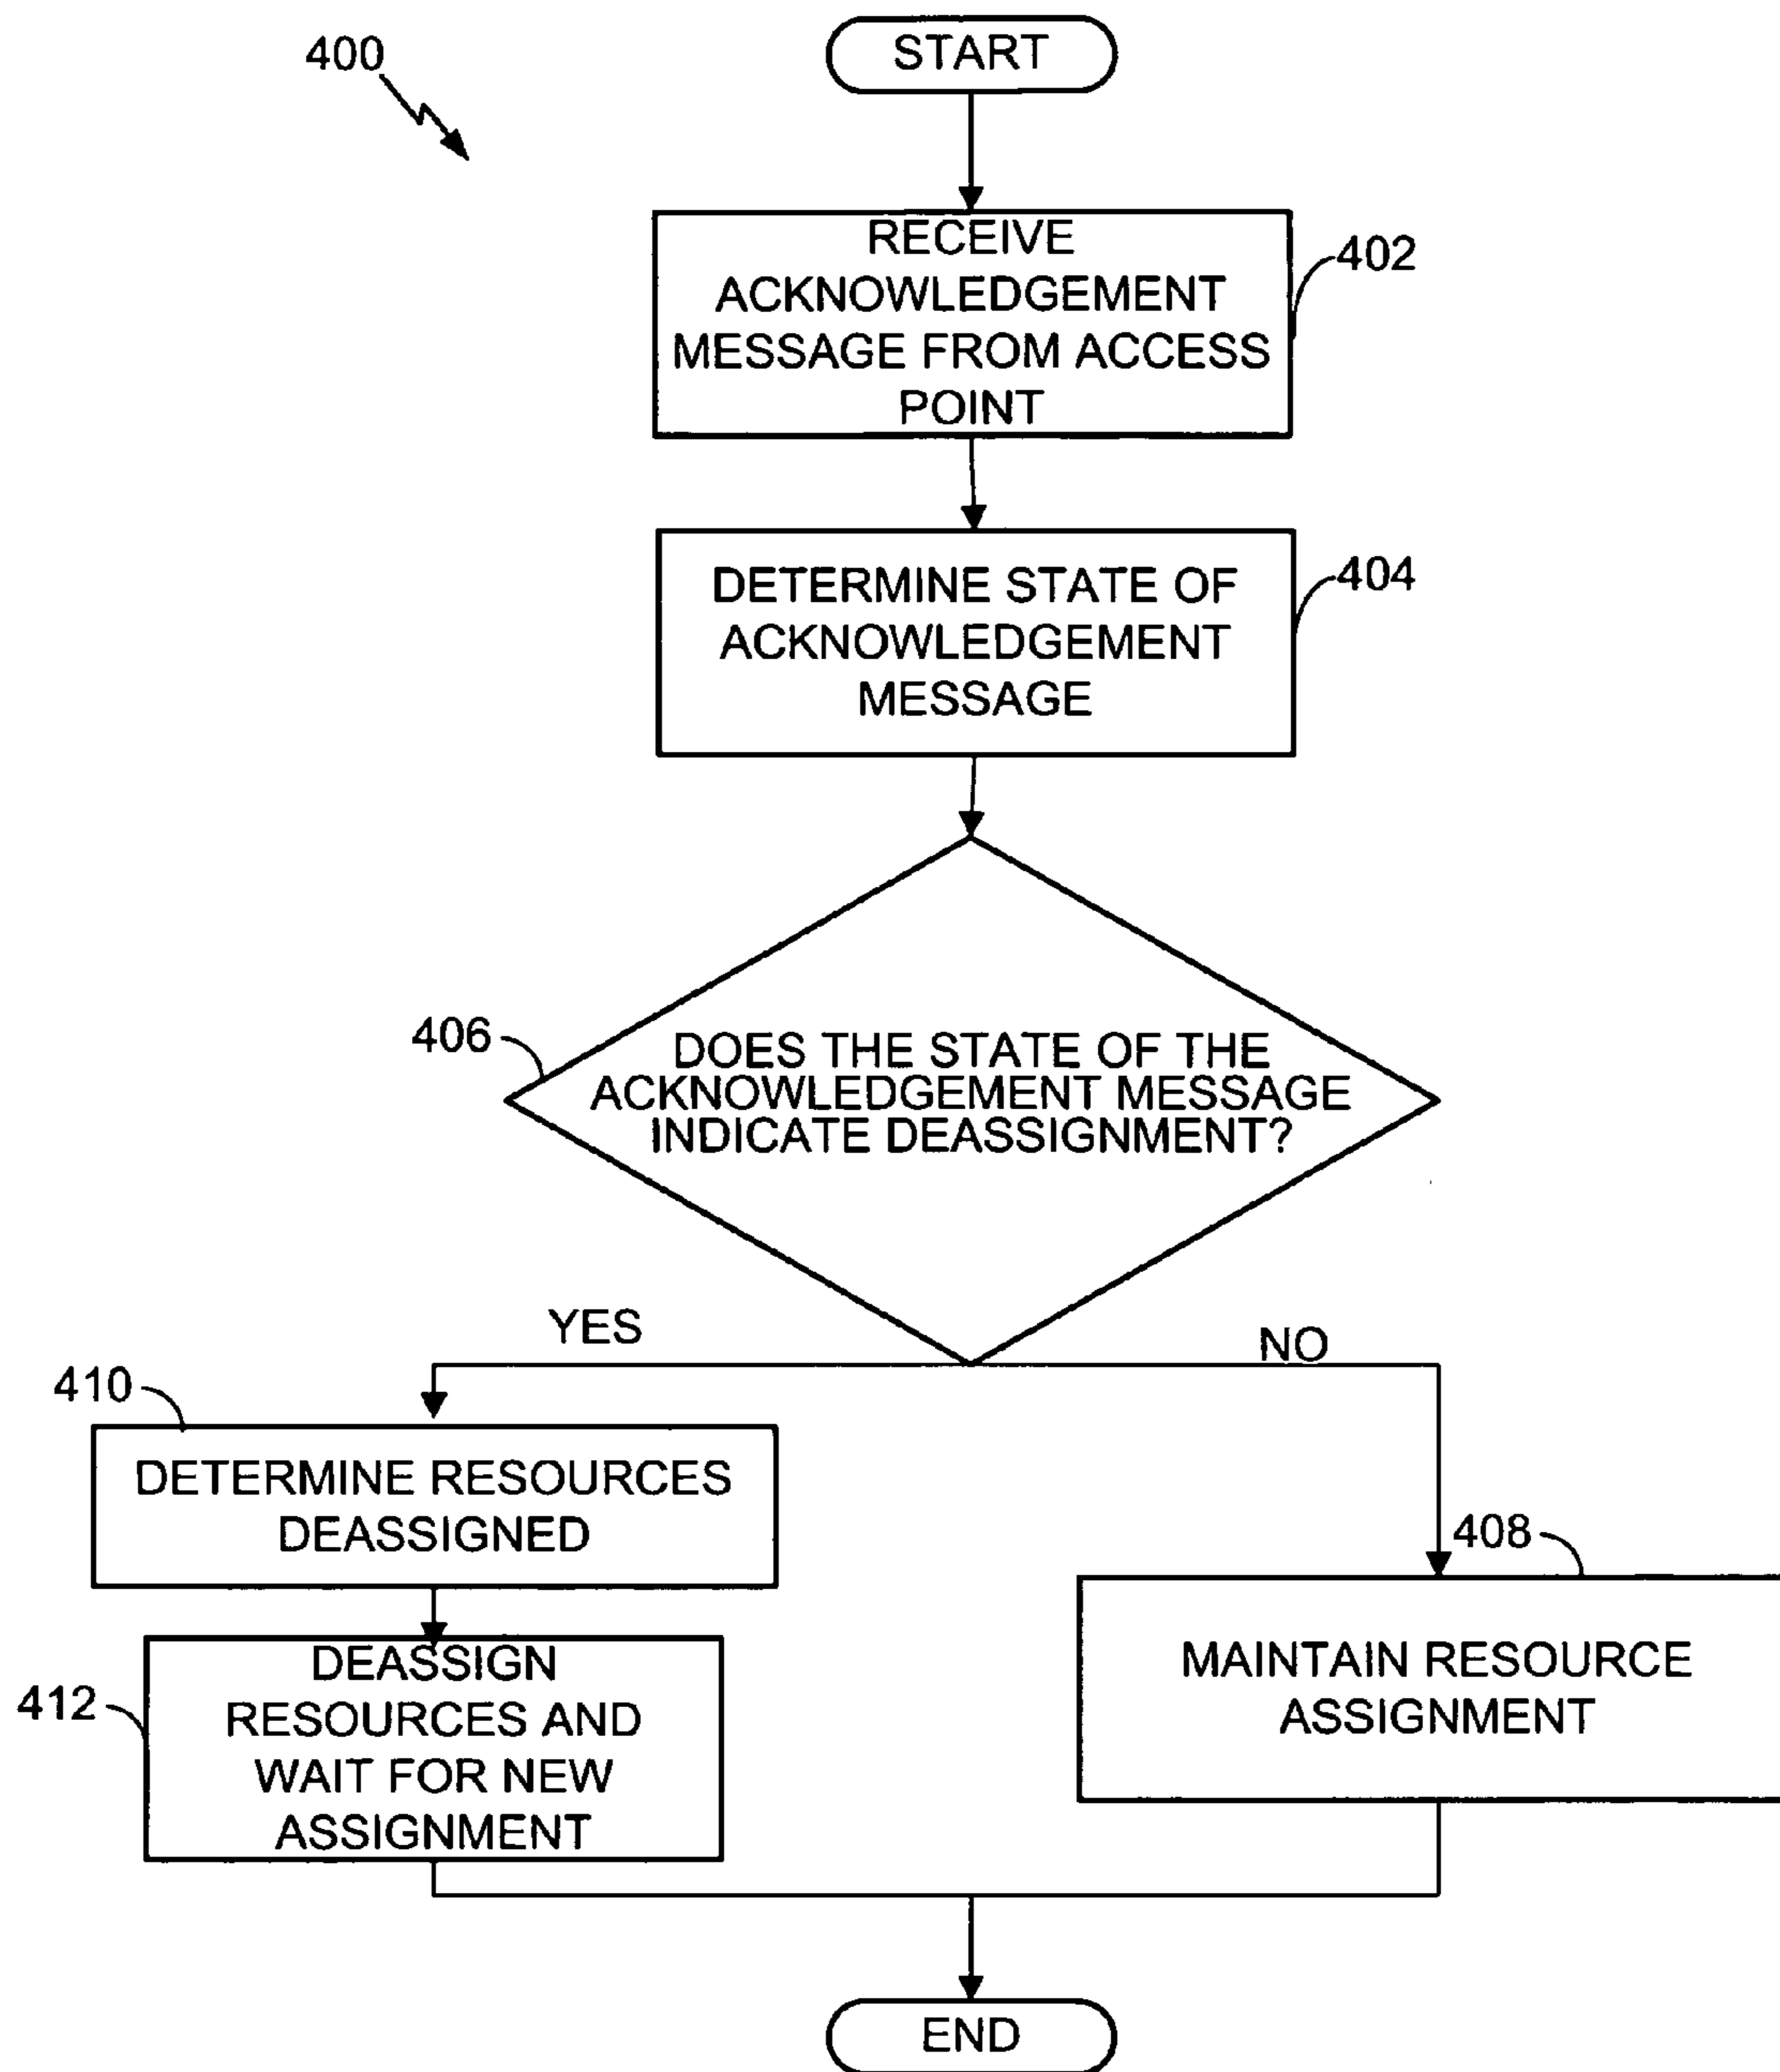 400
START
RECEIVE
ACKNOWLEDGEMENT
MESSAGE FROM ACCESS
POINT
402
DETERMINE STATE OF
ACKNOWLEDGEMENT
MESSAGE
404
406
DOES THE STATE OF THE
ACKNOWLEDGEMENT MESSAGE
INDICATE DEASSIGNMENT?
YES
NO
410
DETERMINE RESOURCES
DEASSIGNED
408
MAINTAIN RESOURCE
ASSIGNMENT
412
DEASSIGN
RESOURCES AND
WAIT FOR NEW
ASSIGNMENT
END